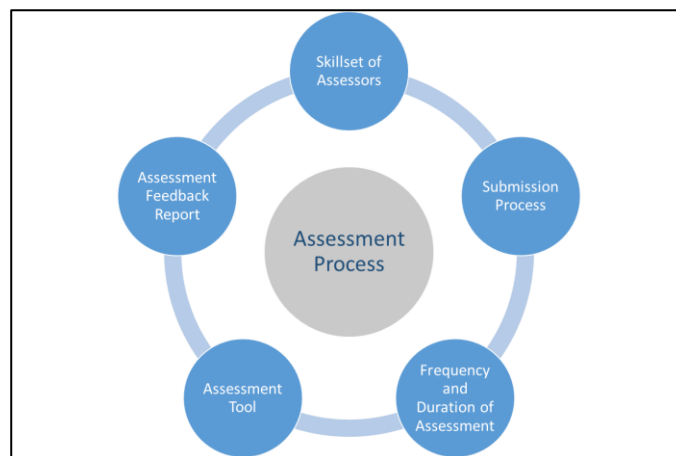 Skillset of
Assessors
Submission
Process
Frequency
and
Duration of
Assessment
Assessment
Tool
Assessment
Feedback
Report
Assessment
Process